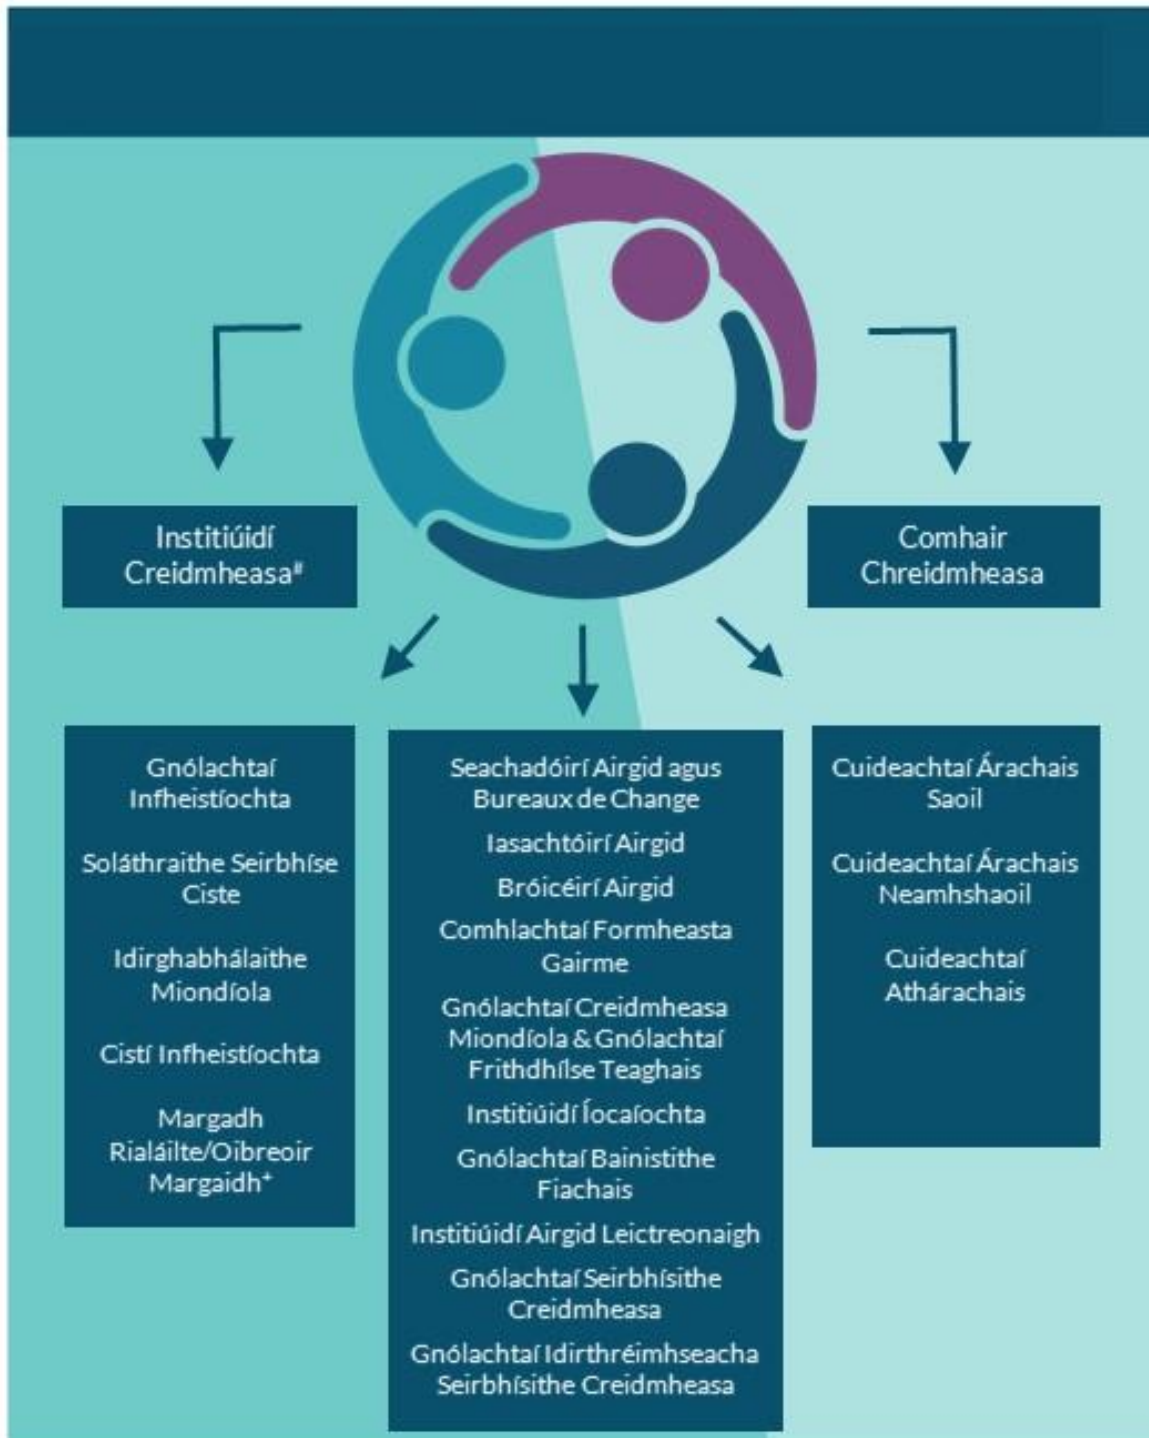 Institiúidí
Creidmheasa#
Comhair
Chreidmheasa
Gnólachtaí
Infheistíochta
Soláthraithe Seirbhíse
Ciste
Idirghabhálaithe
Miondíola
Cistí Infheistíochta
Margadh
Rialáilte/Oibreoir
Margaidh+
Seachadóirí Airgid agus
Bureaux de Change
Iasachtóirí Airgid
Bróicéirí Airgid
Comhlachtaí Formheasta
Gairme
Gnólachtaí Creidmheasa
Miondíola & Gnólachtaí
Frithdhílse Teaghais
Institiúidí Íocaíochta
Gnólachtaí Bainistithe
Fiachais
Institiúidí Airgid Leictreonaigh
Gnólachtaí Seirbhísithe
Creidmheasa
Gnólachtaí Idirthréimhseacha
Seirbhísithe Creidmheasa
Cuideachtaí Árachais
Saoil
Cuideachtaí Árachais
Neamhshaoil
Cuideachtaí
Athárachais